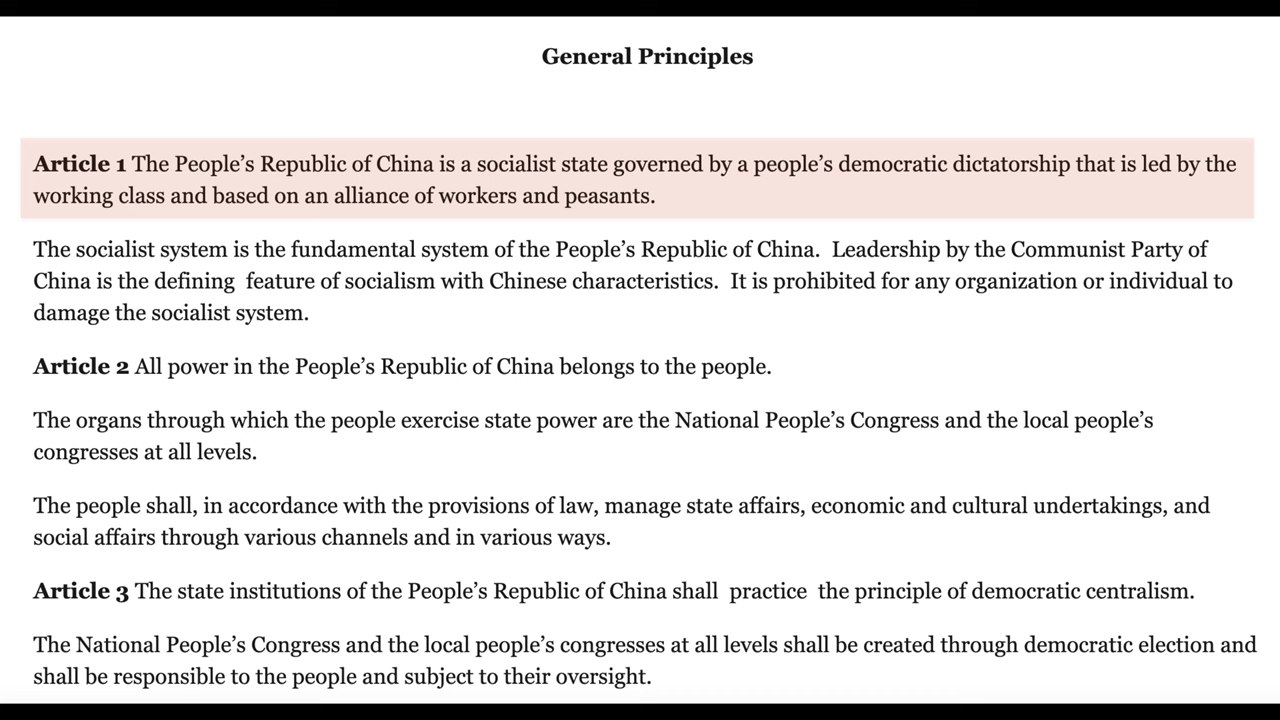 General Principles
Article 1 The People’s Republic of China is a socialist state governed by a people’s democratic dictatorship that is led by the
working class and based on an alliance of workers and peasants.
The socialist system is the fundamental system of the People’s Republic of China.  Leadership by the Communist Party of
China is the defining  feature of socialism with Chinese characteristics.  It is prohibited for any organization or individual to
damage the socialist system.
Article 2 All power in the People’s Republic of China belongs to the people.
The organs through which the people exercise state power are the National People’s Congress and the local people’s
congresses at all levels.
The people shall, in accordance with the provisions of law, manage state affairs, economic and cultural undertakings, and
social affairs through various channels and in various ways.
Article 3 The state institutions of the People’s Republic of China shall  practice  the principle of democratic centralism.
The National People’s Congress and the local people’s congresses at all levels shall be created through democratic election and
shall be responsible to the people and subject to their oversight.